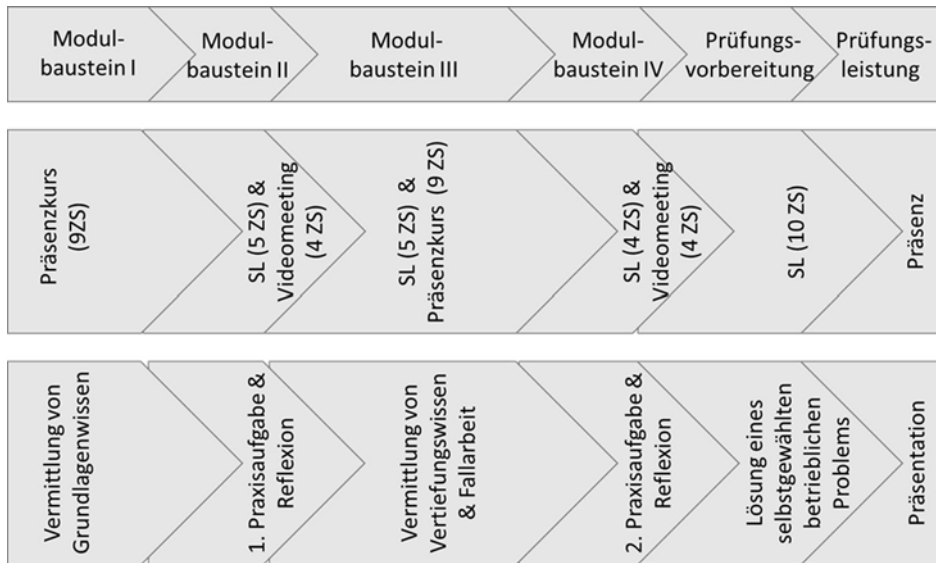 Modul-
baustein I
Modul-
baustein II
Modul-
baustein III
Modul-
baustein IV
Prüfungs-
vorbereitung
Prüfungs-
leistung
Präsenzkurs
(9ZS)
SL (5 ZS) &
Videomeeting
(4 ZS)
SL (5 ZS) &
Präsenzkurs (9 ZS)
SL (4 ZS) &
Videomeeting
(4 ZS)
SL (10 ZS)
Präsenz
Vermittlung von
Grundlagenwissen
1. Praxisaufgabe &
Reflexion
Vermittlung von
Vertiefungswissen
& Fallarbeit
2. Praxisaufgabe &
Reflexion
Lösung eines
selbstgewählten
betrieblichen
Problems
Präsentation